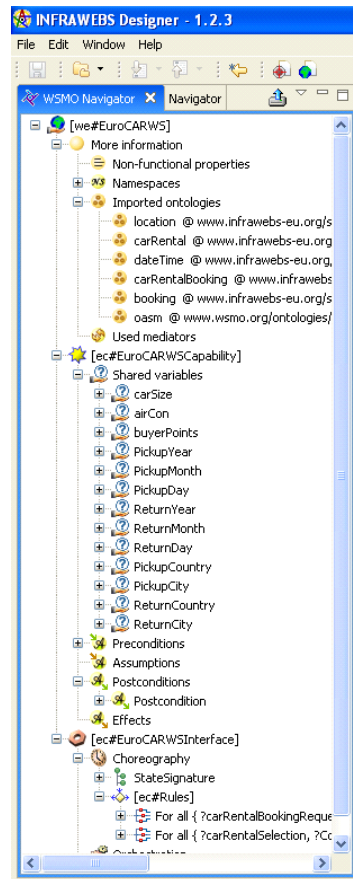 INFRAWEBS Designer - 1.2.3
File Edit Window Help
WSMO Navigator Navigator
[we#EuroCARWS]
More information
Non-functional properties
NS Namespaces
Imported ontologies
location @ www.infrawebs-eu.org/s
carRental @ www.infrawebs-eu.org
dateTime @ www.infrawebs-eu.org,
carRentalBooking @ www.infrawebs
booking @ www.infrawebs-eu.org/s
oasm @ www.wsmo.org/ontologies/
Used mediators
[ec#EuroCARWSCapability]
Shared variables
carSize
airCon
buyerPoints
PickupYear
PickupMonth
PickupDay
ReturnYear
ReturnMonth
ReturnDay
PickupCountry
PickupCity
ReturnCountry
ReturnCity
Preconditions
Assumptions
Postconditions
Postcondition
Effects
[ec#EuroCARWSInterface]
Choreography
StateSignature
[ec#Rules]
For all { ?carRentalBookingReque
For all { ?carRentalSelection, ?Cc